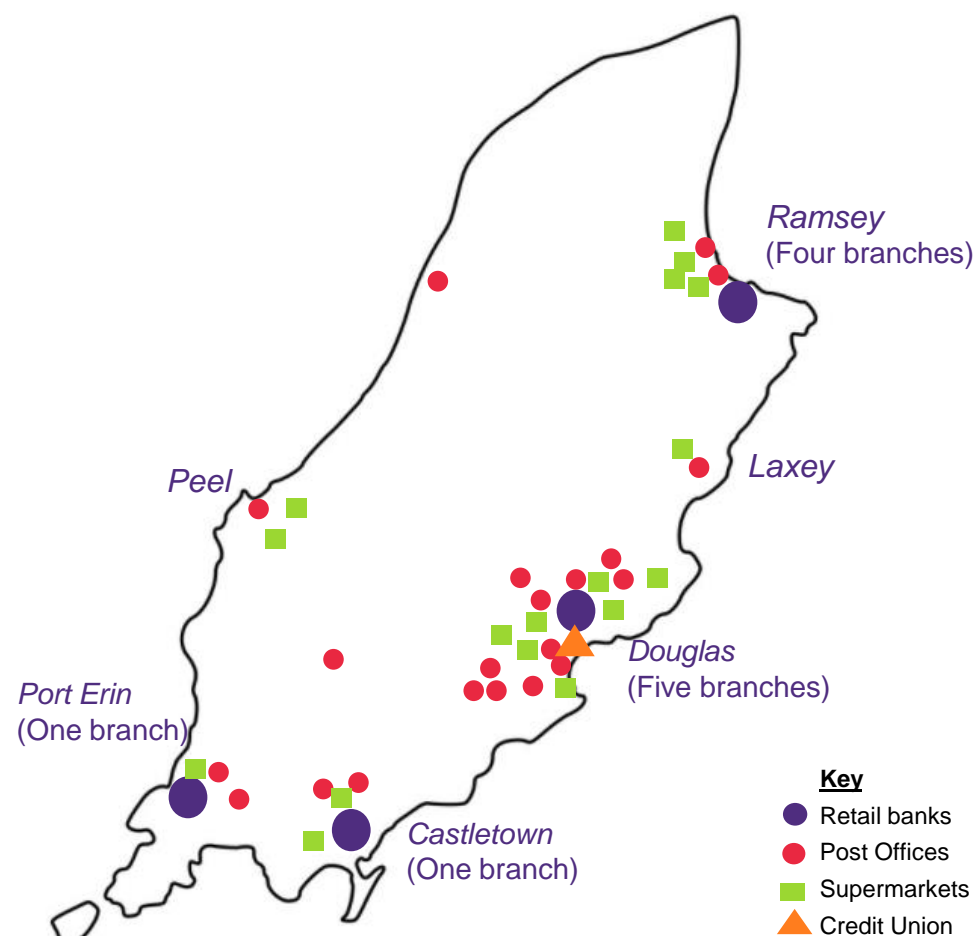 Ramsey
(Four branches)
Laxey
Peel
Douglas
(Five branches)
Port Erin
(One branch)
Castletown
(One branch)
Key
Retail banks
Post Offices
Supermarkets
Credit Union